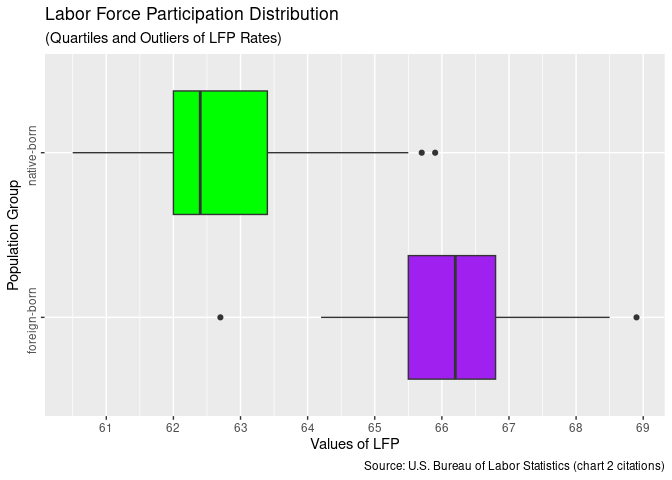 Labor Force Participation Distribution
(Quartiles and Outliers of LFP Rates)
Population Group
native-born
foreign-born
61 62 63 64 65 66 67 68 69
Values of LFP
Source: U.S. Bureau of Labor Statistics (chart 2 citations)